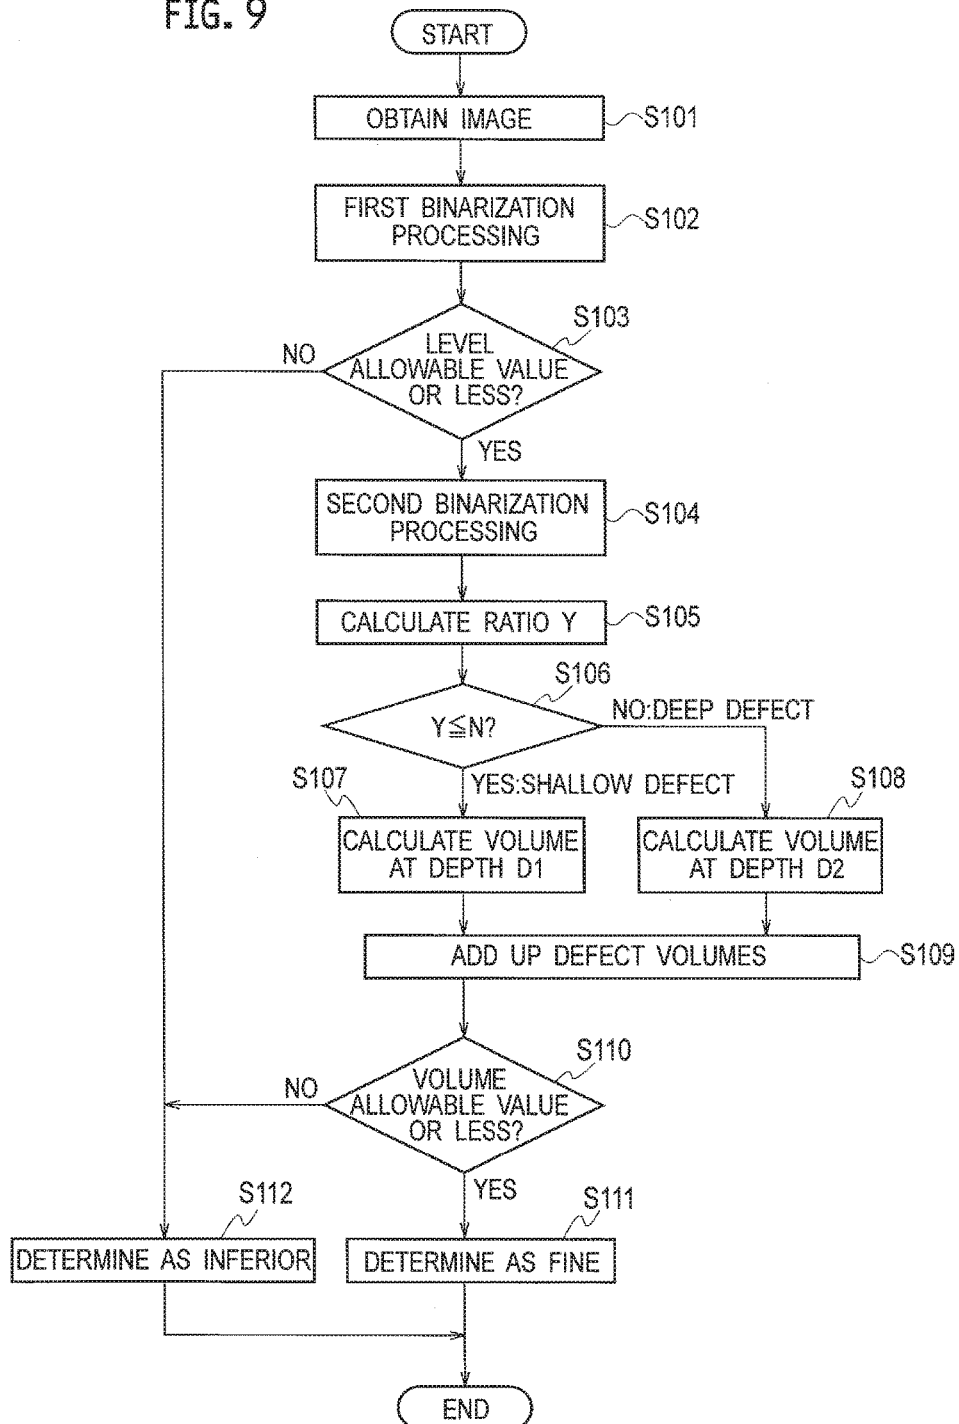 FIG. 9
START
OBTAIN IMAGE
S101
FIRST BINARIZATION
PROCESSING
S102
S103
LEVEL
ALLOWABLE VALUE
OR LESS?
NO
YES
SECOND BINARIZATION
PROCESSING
S104
CALCULATE RATIO Y
S105
S106
Y≦N?
NO:DEEP DEFECT
YES:SHALLOW DEFECT
S107
CALCULATE VOLUME
AT DEPTH D1
S108
CALCULATE VOLUME
AT DEPTH D2
ADD UP DEFECT VOLUMES
S109
S110
VOLUME
ALLOWABLE VALUE
OR LESS?
NO
YES
S112
DETERMINE AS INFERIOR
S111
DETERMINE AS FINE
END